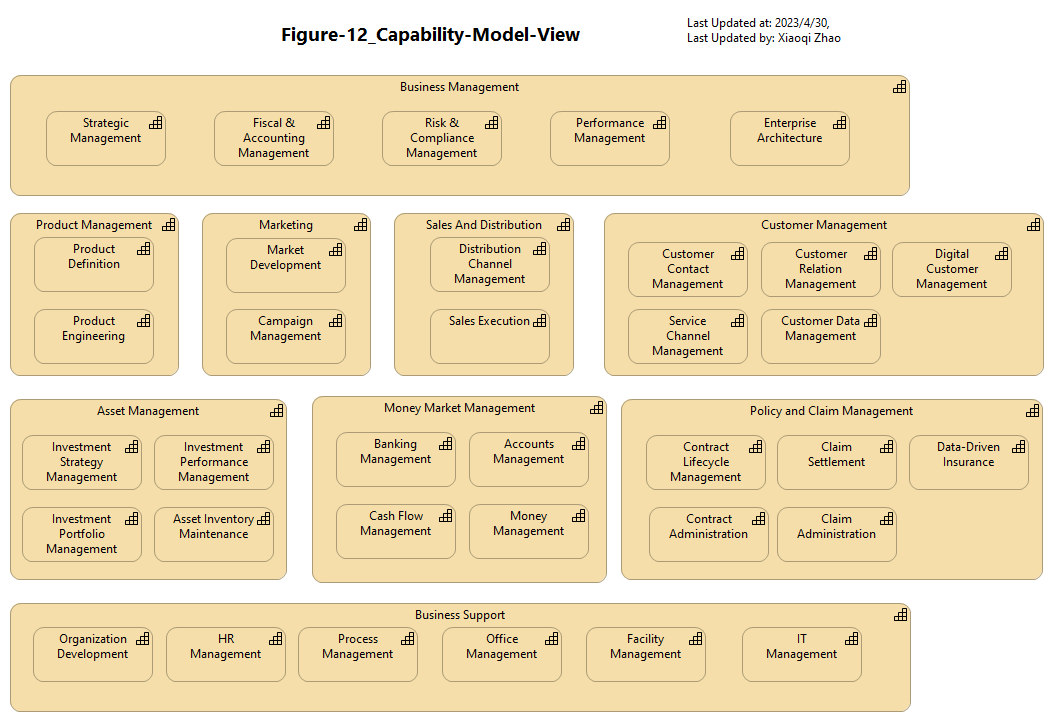 Figure-12_Capability-Model-View
Last Updated at: 2023/4/30,
Last Updated by: Xiaoqi Zhao
Business Management
Strategic
Management
Fiscal &
Accounting
Management
Risk &
Compliance
Management
Performance
Management
Enterprise
Architecture
Product Management
Product
Definition
Product
Engineering
Marketing
Market
Development
Campaign
Management
Sales And Distribution
Distribution
Channel
Management
Sales Execution
Customer Management
Customer
Contact
Management
Customer
Relation
Management
Digital
Customer
Management
Service
Channel
Management
Customer Data
Management
Asset Management
Investment
Strategy
Management
Investment
Performance
Management
Investment
Portfolio
Management
Asset Inventory
Maintenance
Money Market Management
Banking
Management
Accounts
Management
Cash Flow
Management
Money
Management
Policy and Claim Management
Contract
Lifecycle
Management
Claim
Settlement
Data-Driven
Insurance
Contract
Administration
Claim
Administration
Business Support
Organization
Development
HR
Management
Process
Management
Office
Management
Facility
Management
IT
Management